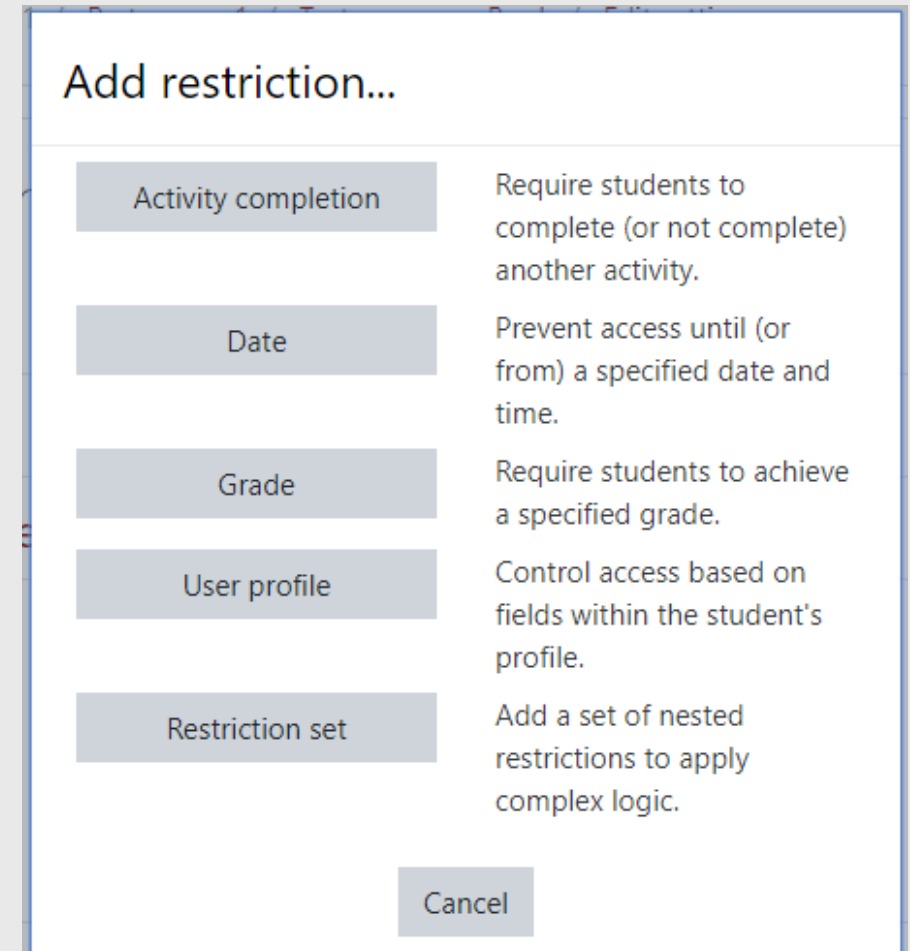 Add restriction...
Activity completion
Require students to
complete (or not complete)
another activity.
Date
Prevent access until (or
from) a specified date and
time.
Grade
Require students to achieve
a specified grade.
User profile
Control access based on
fields within the student's
profile.
Restriction set
Add a set of nested
restrictions to apply
complex logic.
Cancel